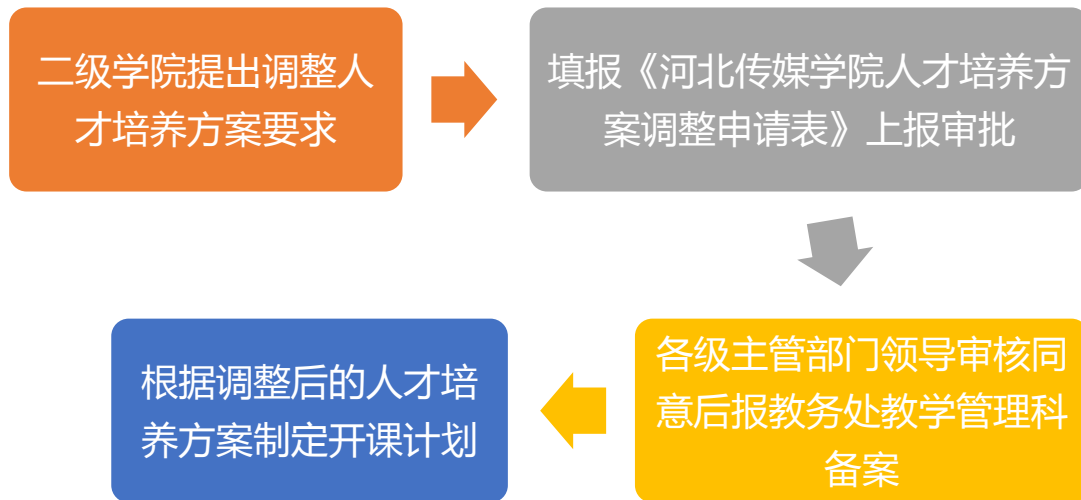 二级学院提出调整人
才培养方案要求
填报《河北传媒学院人才培养方
案调整申请表》上报审批
各级主管部门领导审核同
意后报教务处教学管理科
备案
根据调整后的人才培
养方案制定开课计划